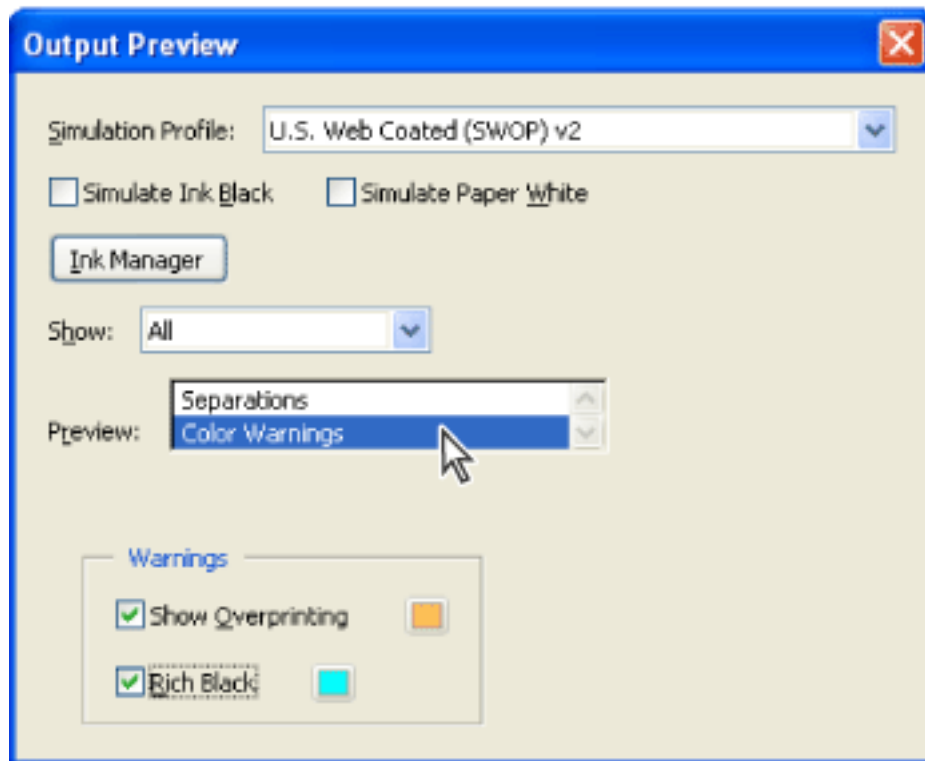 Output Preview
Simulation Profile: U.S. Web Coated (SWOP) v2
Simulate Ink Black Simulate Paper White
Ink Manager
Show: All
Separations
Preview: Color Warnings
Warnings
Show Overprinting
Rich Black